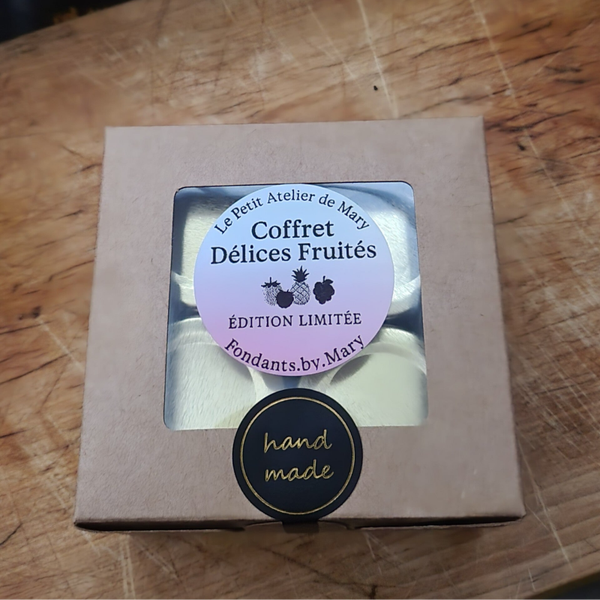 Le Petit Atelier de Mary
Coffret
Délices Fruités
ÉDITION LIMITÉE
Fondants.by.Mary
hand
made